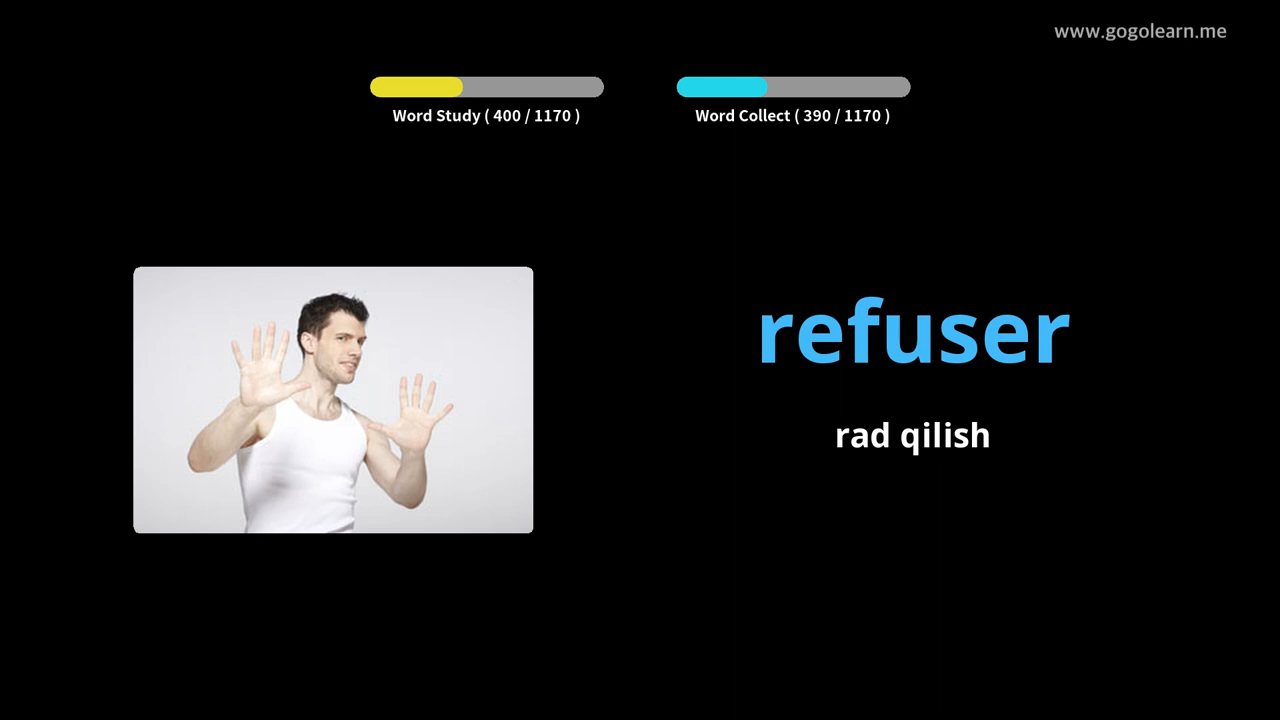 www.gogolearn.me
Word Study ( 400 / 1170 )
Word Collect ( 390 / 1170 )
refuser
rad qilish